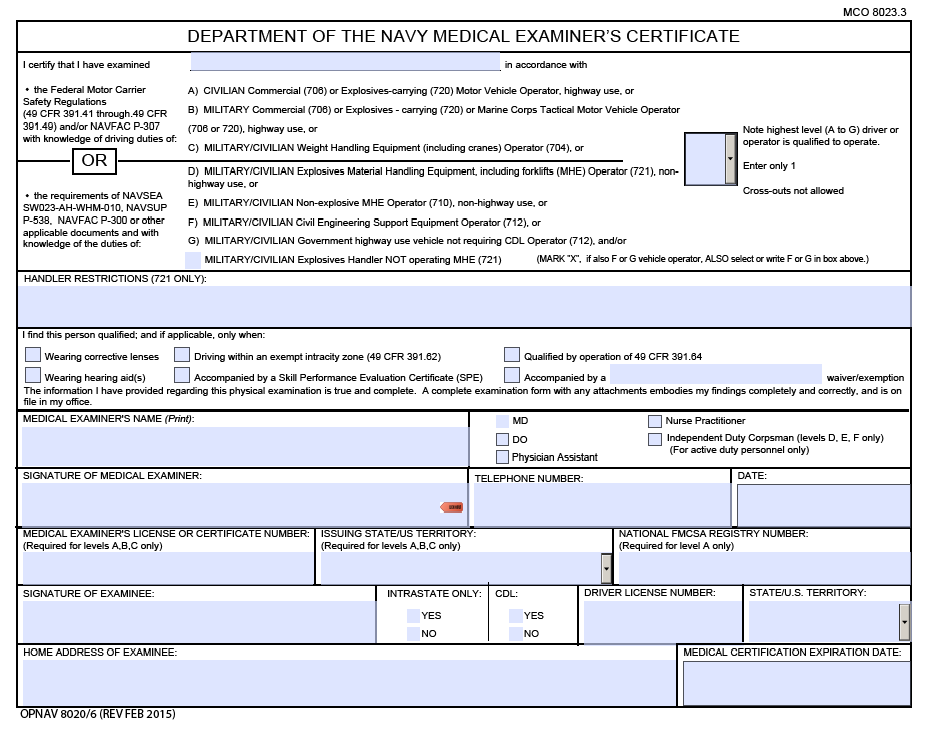 MCO 8023.3
DEPARTMENT OF THE NAVY MEDICAL EXAMINER'S CERTIFICATE
I certify that I have examined in accordance with
• the Federal Motor Carrier
Safety Regulations
(49 CFR 391.41 through.49 CFR
391.49) and/or NAVFAC P-307
with knowledge of driving duties of:
OR
• the requirements of NAVSEA
SW023-AH-WHM-010, NAVSUP
P-538, NAVFAC P-300 or other
applicable documents and with
knowledge of the duties of:
A) CIVILIAN Commercial (706) or Explosives-carrying (720) Motor Vehicle Operator, highway use, or
B) MILITARY Commercial (706) or Explosives - carrying (720) or Marine Corps Tactical Motor Vehicle Operator
(706 or 720), highway use, or
C) MILITARY/CIVILIAN Weight Handling Equipment (including cranes) Operator (704), or
D) MILITARY/CIVILIAN Explosives Material Handling Equipment, including forklifts (MHE) Operator (721), non-
highway use, or
E) MILITARY/CIVILIAN Non-explosive MHE Operator (710), non-highway use, or
F) MILITARY/CIVILIAN Civil Engineering Support Equipment Operator (712), or
G) MILITARY/CIVILIAN Government highway use vehicle not requiring CDL Operator (712), and/or
MILITARY/CIVILIAN Explosives Handler NOT operating MHE (721) (MARK "X", if also F or G vehicle operator, ALSO select or write F or G in box above.)
Note highest level (A to G) driver or
operator is qualified to operate.
Enter only 1
Cross-outs not allowed
HANDLER RESTRICTIONS (721 ONLY):
I find this person qualified; and if applicable, only when:
Wearing corrective lenses Driving within an exempt intracity zone (49 CFR 391.62) Qualified by operation of 49 CFR 391.64
Wearing hearing aid(s) Accompanied by a Skill Performance Evaluation Certificate (SPE) Accompanied by a waiver/exemption
The information I have provided regarding this physical examination is true and complete. A complete examination form with any attachments embodies my findings completely and correctly, and is on
file in my office.
MEDICAL EXAMINER'S NAME (Print):
MD
DO
Physician Assistant
Nurse Practitioner
Independent Duty Corpsman (levels D, E, F only)
(For active duty personnel only)
SIGNATURE OF MEDICAL EXAMINER:
TELEPHONE NUMBER:
DATE:
MEDICAL EXAMINER'S LICENSE OR CERTIFICATE NUMBER:
(Required for levels A,B,C only)
ISSUING STATE/US TERRITORY:
(Required for levels A,B,C only)
NATIONAL FMCSA REGISTRY NUMBER:
(Required for level A only)
SIGNATURE OF EXAMINEE:
INTRASTATE ONLY:
YES
NO
CDL:
YES
NO
DRIVER LICENSE NUMBER:
STATE/U.S. TERRITORY:
HOME ADDRESS OF EXAMINEE:
MEDICAL CERTIFICATION EXPIRATION DATE:
OPNAV 8020/6 (REV FEB 2015)